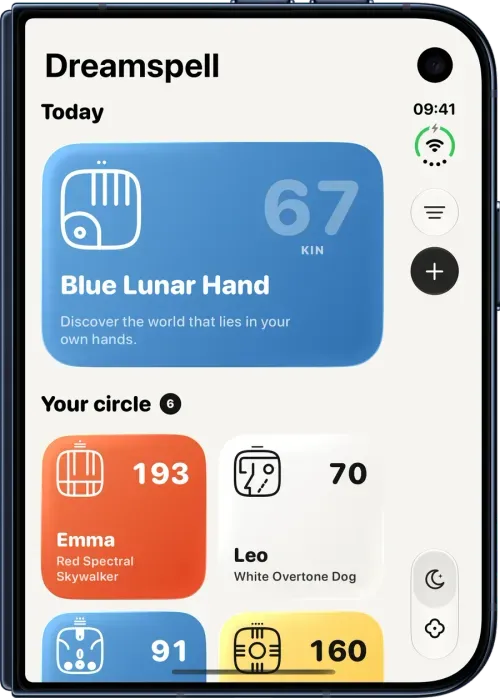 Dreamspell
09:41
Today
67
KIN
Blue Lunar Hand
Discover the world that lies in your
own hands.
Your circle 6
193
Emma
Red Spectral
Skywalker
70
Leo
White Overtone Dog
91
160